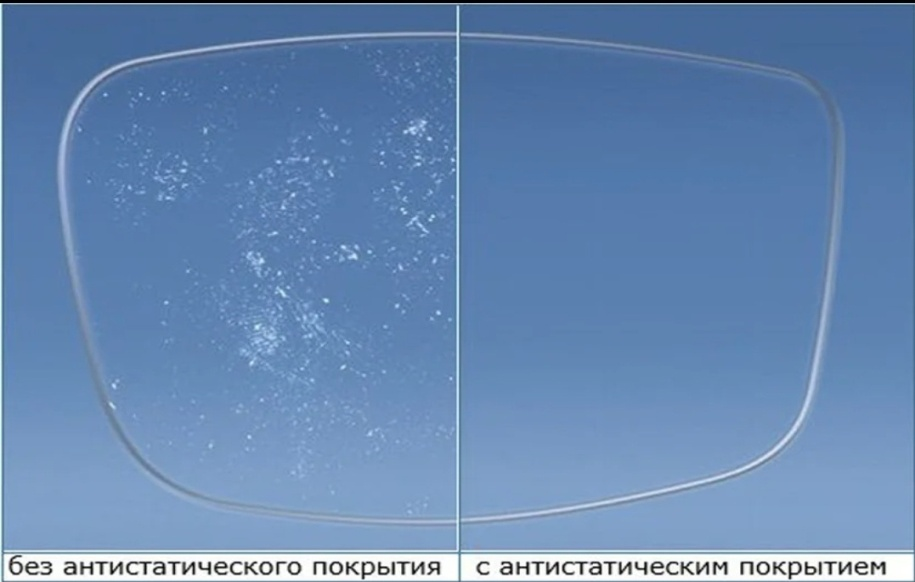 без антистатического покрытия
с антистатическим покрытием